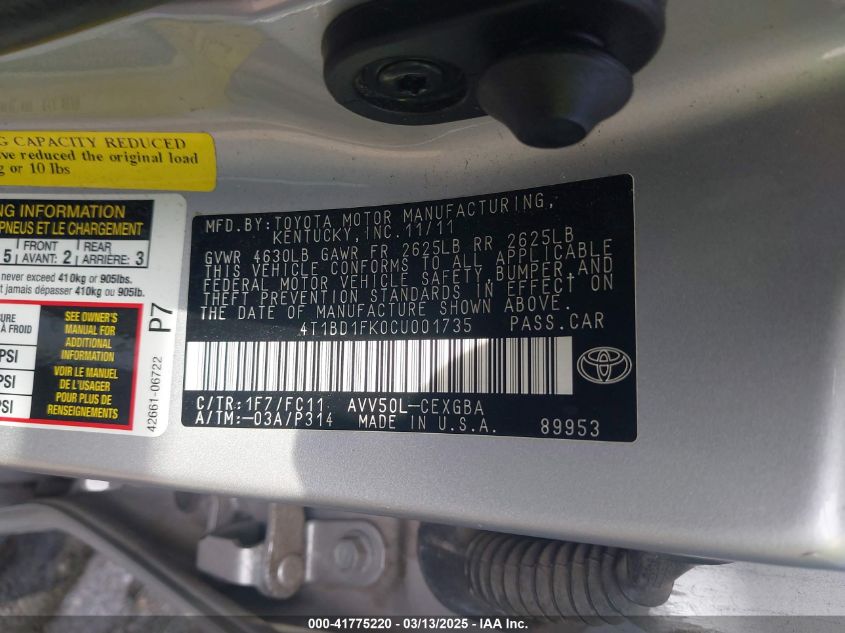 G CAPACITY REDUCED
ve reduced the original load
g or 10 lbs
NG INFORMATION
PNEUS ET LE CHARGEMENT
5 FRONT AVANT: 2 REAR ARRIÈRE: 3
never exceed 410kg or 905lbs.
t jamais dépasser 410kg ou 905lb.
SURE
À FROID
PSI
PSI
PSI
SEE OWNER'S
MANUAL FOR
ADDITIONAL
INFORMATION
VOIR LE MANUEL
DE L'USAGER
POUR PLUS DE
RENSEIGNEMENTS
P7
42661-06722
MFD.BY: TOYOTA MOTOR MANUFACTURING,
KENTUCKY, INC. 11/11
GVWR 4630LB GAWR FR 2625LB RR 2625LB
THIS VEHICLE CONFORMS TO ALL APPLICABLE
FEDERAL MOTOR VEHICLE SAFETY, BUMPER, AND
THEFT PREVENTION STANDARDS IN EFFECT ON
THE DATE OF MANUFACTURE SHOWN ABOVE.
4T1BD1FK0CU001735 PASS.CAR
C/TR:1F7/FC11 AVV50L-CEXGBA
A/TM:-03A/P314 MADE IN U.S.A. 89953
000-41775220 - 03/13/2025 - IAA Inc.